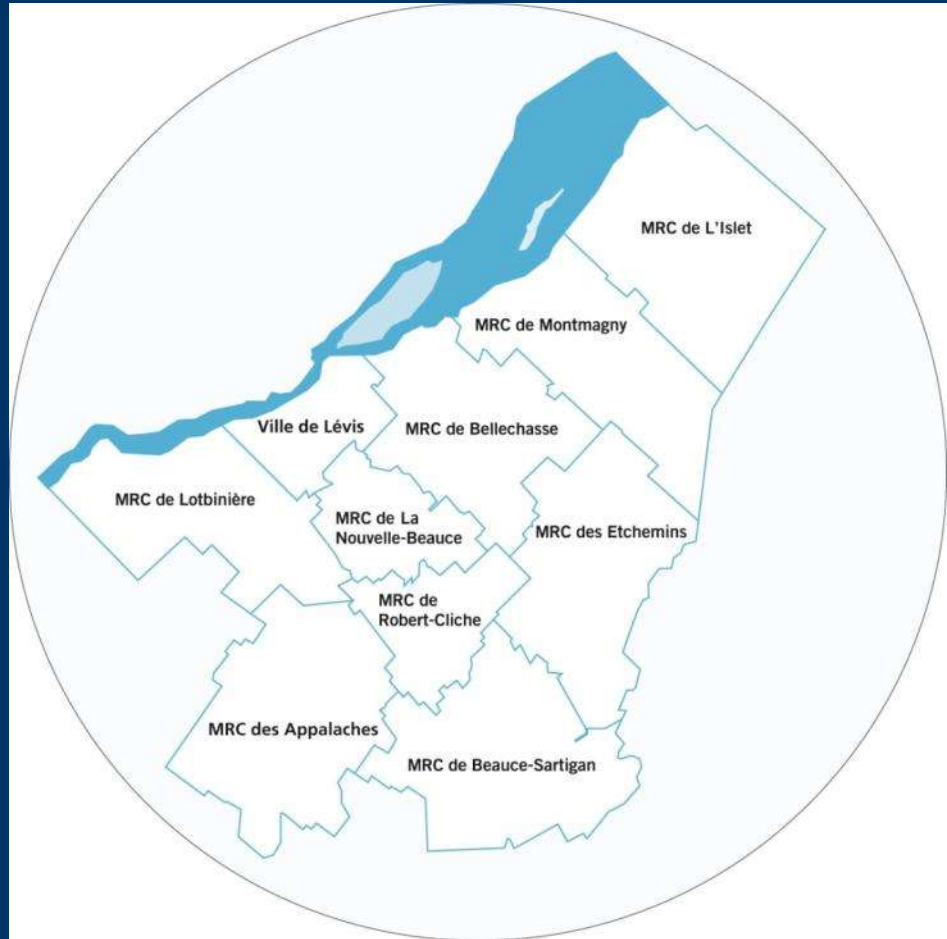 MRC de L'Islet
MRC de Montmagny
Ville de Lévis
MRC de Bellechasse
MRC de Lotbinière
MRC de La
Nouvelle-Beauce
MRC des Etchemins
MRC de
Robert-Cliche
MRC des Appalaches
MRC de Beauce-Sartigan